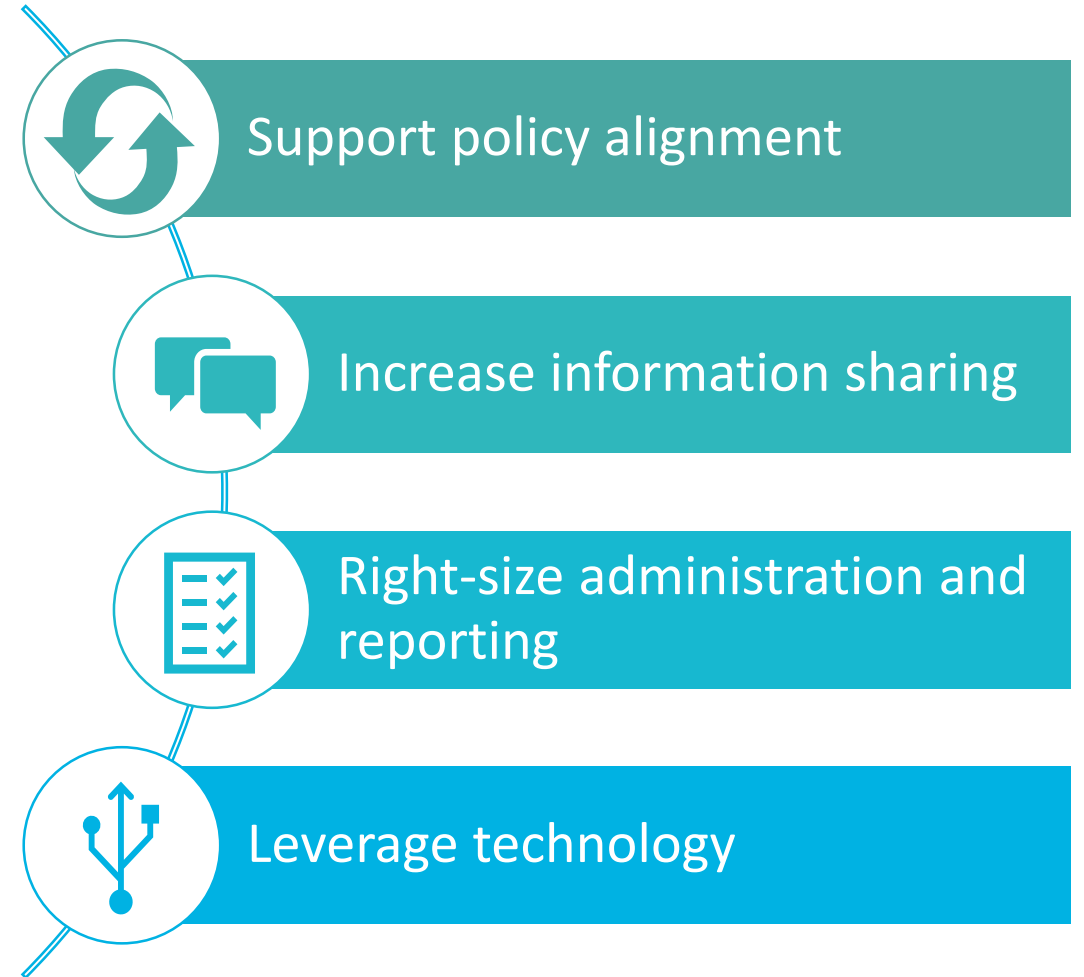 Support policy alignment
Increase information sharing
Right-size administration and
reporting
Leverage technology